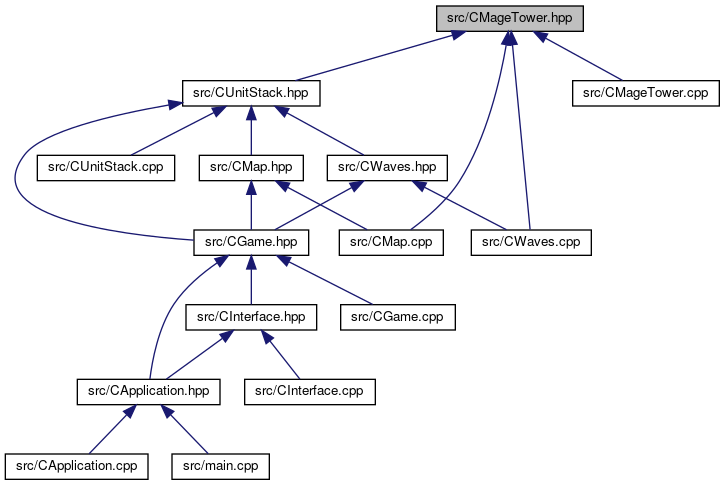 src/CMageTower.hpp
src/CUnitStack.hpp
src/CMageTower.cpp
src/CUnitStack.cpp
src/CMap.hpp
src/CWaves.hpp
src/CGame.hpp
src/CMap.cpp
src/CWaves.cpp
src/CInterface.hpp
src/CGame.cpp
src/CApplication.hpp
src/CInterface.cpp
src/CApplication.cpp
src/main.cpp